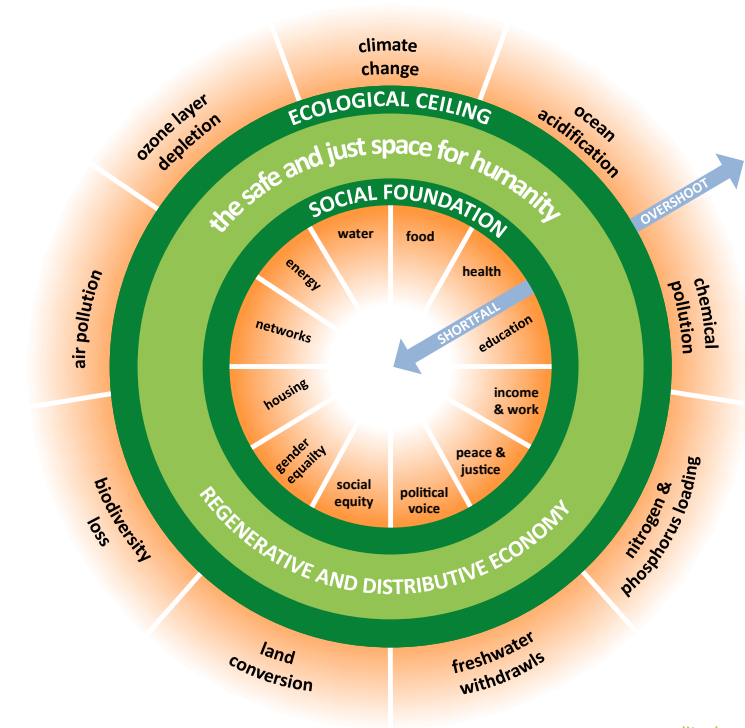 climate
change
ECOLOGICAL CEILING
ocean
acidification
ozone layer
depletion
the safe and just space for humanity
OVERSHOOT
SOCIAL FOUNDATION
water
food
energy
health
networks
SHORTFALL
education
air pollution
chemical
pollution
housing
income
& work
gender
equailty
peace &
justice
social
equity
political
voice
biodiversity
loss
nitrogen &
phosphorus loading
REGENERATIVE AND DISTRIBUTIVE ECONOMY
land
conversion
freshwater
withdrawls